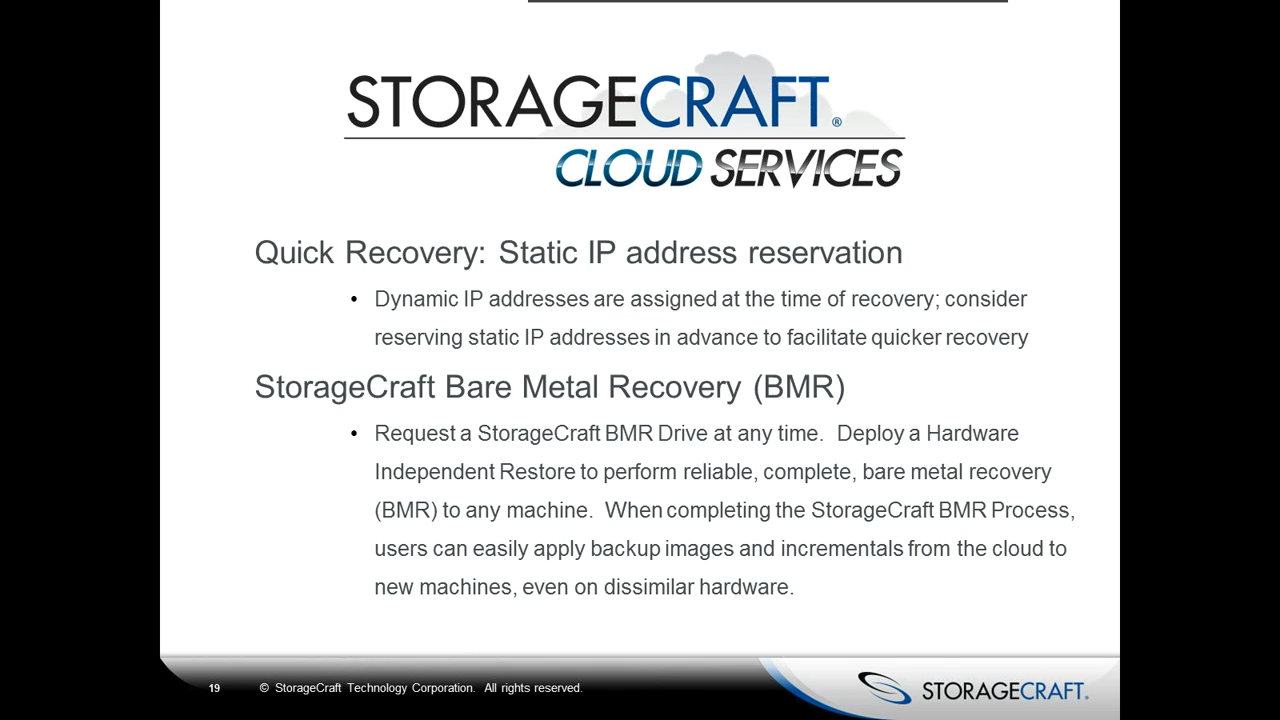 STORAGECRAFT®
CLOUD SERVICES
Quick Recovery: Static IP address reservation
• Dynamic IP addresses are assigned at the time of recovery; consider
reserving static IP addresses in advance to facilitate quicker recovery
StorageCraft Bare Metal Recovery (BMR)
• Request a StorageCraft BMR Drive at any time.  Deploy a Hardware
Independent Restore to perform reliable, complete, bare metal recovery
(BMR) to any machine.  When completing the StorageCraft BMR Process,
users can easily apply backup images and incrementals from the cloud to
new machines, even on dissimilar hardware.
19 © StorageCraft Technology Corporation.  All rights reserved.
STORAGECRAFT®